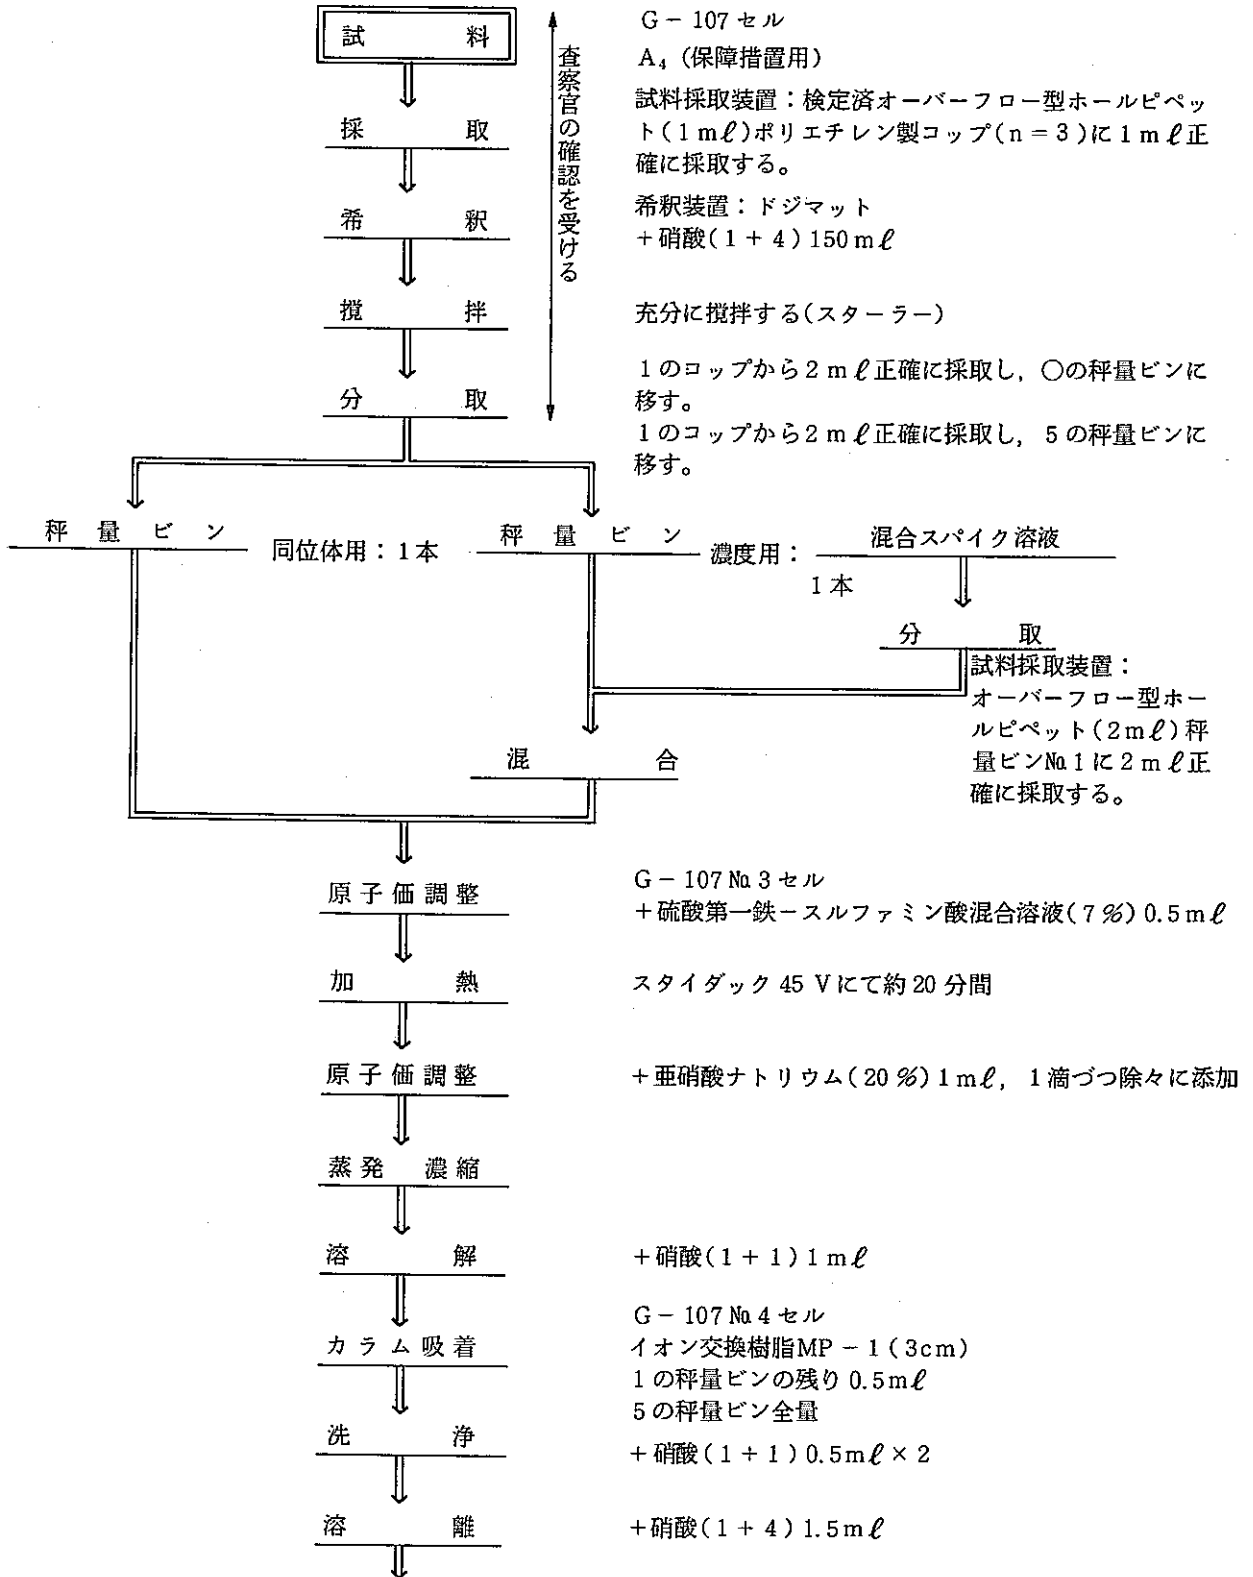 試料
G-107セル
A₄(保障措置用)
査察官の確認を受ける
採取
試料採取装置：検定済オーバーフロー型ホールピペッ
ト(1mℓ)ポリエチレン製コップ(n=3)に1mℓ正
確に採取する。
希釈
希釈装置：ドジマット
+硝酸(1+4)150mℓ
攪拌
充分に攪拌する(スターラー)
分取
1のコップから2mℓ正確に採取し，〇の秤量ビンに
移す。
1のコップから2mℓ正確に採取し，5の秤量ビンに
移す。
秤量ビン
同位体用：1本
秤量ビン
濃度用：
1本
混合スパイク溶液
分取
試料採取装置：
オーバーフロー型ホー
ルピペット(2mℓ)秤
量ビン№1に2mℓ正
確に採取する。
混合
原子価調整
G-107№3セル
+硫酸第一鉄-スルファミン酸混合溶液(7%)0.5mℓ
加熱
スタイダック45Vにて約20分間
原子価調整
+亜硝酸ナトリウム(20%)1mℓ，1滴づつ除々に添加
蒸発濃縮
溶解
+硝酸(1+1)1mℓ
カラム吸着
G-107№4セル
イオン交換樹脂MP-1(3cm)
1の秤量ビンの残り0.5mℓ
5の秤量ビン全量
洗浄
+硝酸(1+1)0.5mℓ×2
溶離
+硝酸(1+4)1.5mℓ